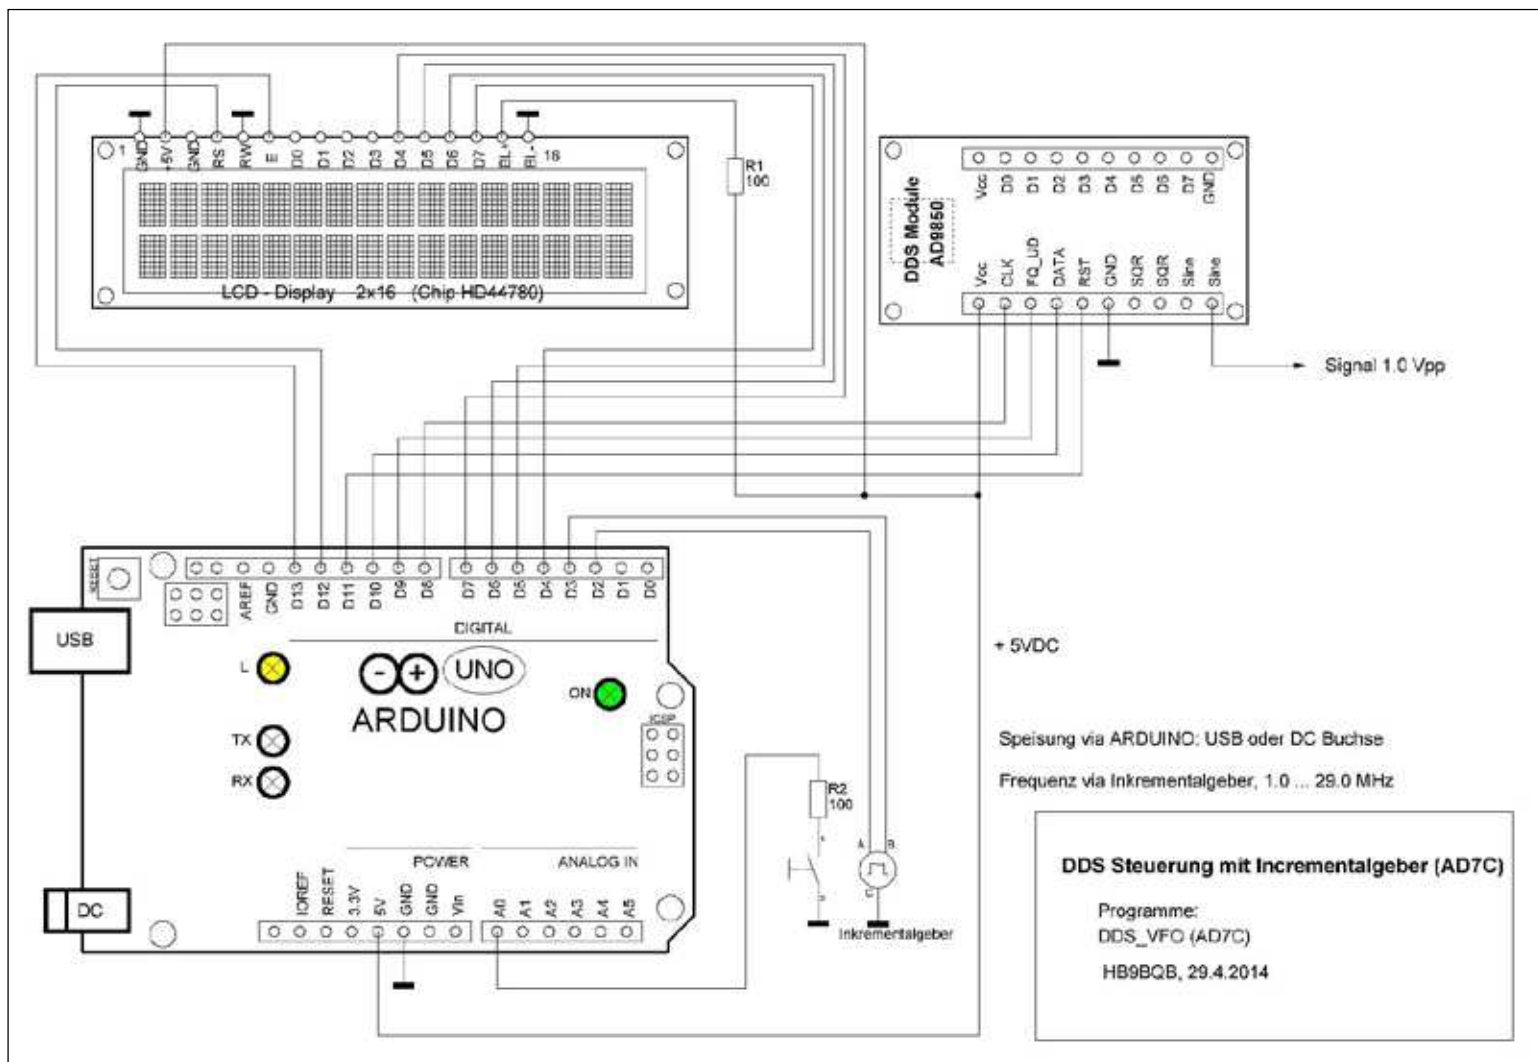 1 GND +5V GND RS RW E D0 D1 D2 D3 D4 D5 D6 D7 BL+ BL- 16
LCD - Display 2x16 (Chip HD44780)
R1
100
DDS Module
AD9850
Vcc D0 D1 D2 D3 D4 D5 D6 D7 GND
Vcc CLK FQ_UD DATA RST GND SQR SQR Sine Sine
Signal 1.0 Vpp
RESET
AREF GND D13 D12 D11 D10 D9 D8 D7 D6 D5 D4 D3 D2 D1 D0
DIGITAL
USB
L
- + UNO
ON
ARDUINO
ICSP
TX
RX
POWER
ANALOG IN
DC
IOREF RESET 3.3V 5V GND GND Vin A0 A1 A2 A3 A4 A5
R2
100
A B
C
Inkrementalgeber
+ 5VDC
Speisung via ARDUINO: USB oder DC Buchse
Frequenz via Inkrementalgeber, 1.0 ... 29.0 MHz
DDS Steuerung mit Incrementalgeber (AD7C)
Programme:
DDS_VFO (AD7C)
HB9BQB, 29.4.2014